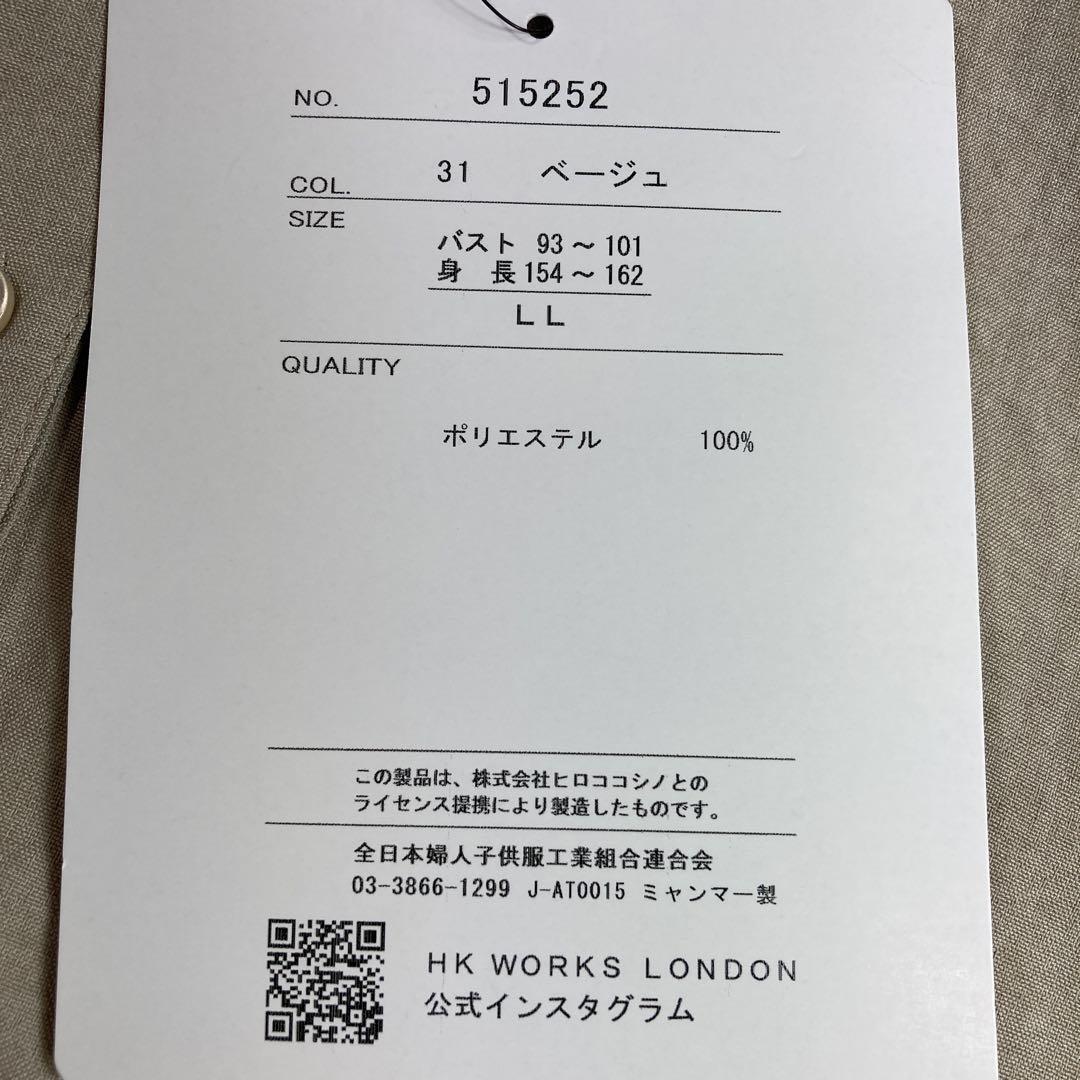 NO. 515252
COL. 31 ベージュ
SIZE
バスト 93～101
身 長 154～162
LL
QUALITY
ポリエステル 100%
この製品は、株式会社ヒロココシノとの
ライセンス提携により製造したものです。
全日本婦人子供服工業組合連合会
03-3866-1299 J-AT0015 ミャンマー製
HK WORKS LONDON
公式インスタグラム